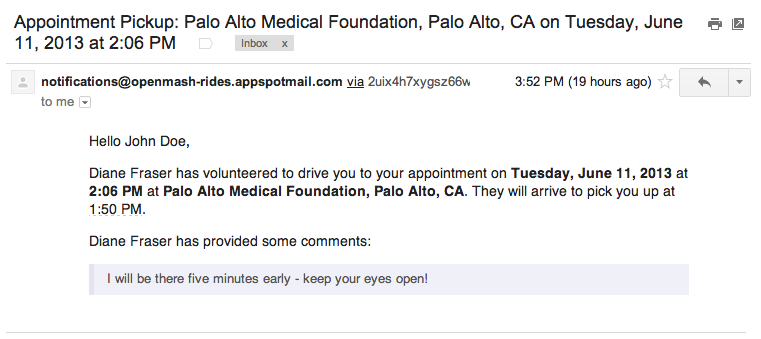 Appointment Pickup: Palo Alto Medical Foundation, Palo Alto, CA on Tuesday, June
11, 2013 at 2:06 PM Inbox x
notifications@openmash-rides.appspotmail.com via 2uix4h7xygsz66w 3:52 PM (19 hours ago)
to me
Hello John Doe,
Diane Fraser has volunteered to drive you to your appointment on Tuesday, June 11, 2013 at
2:06 PM at Palo Alto Medical Foundation, Palo Alto, CA. They will arrive to pick you up at
1:50 PM.
Diane Fraser has provided some comments:
I will be there five minutes early - keep your eyes open!